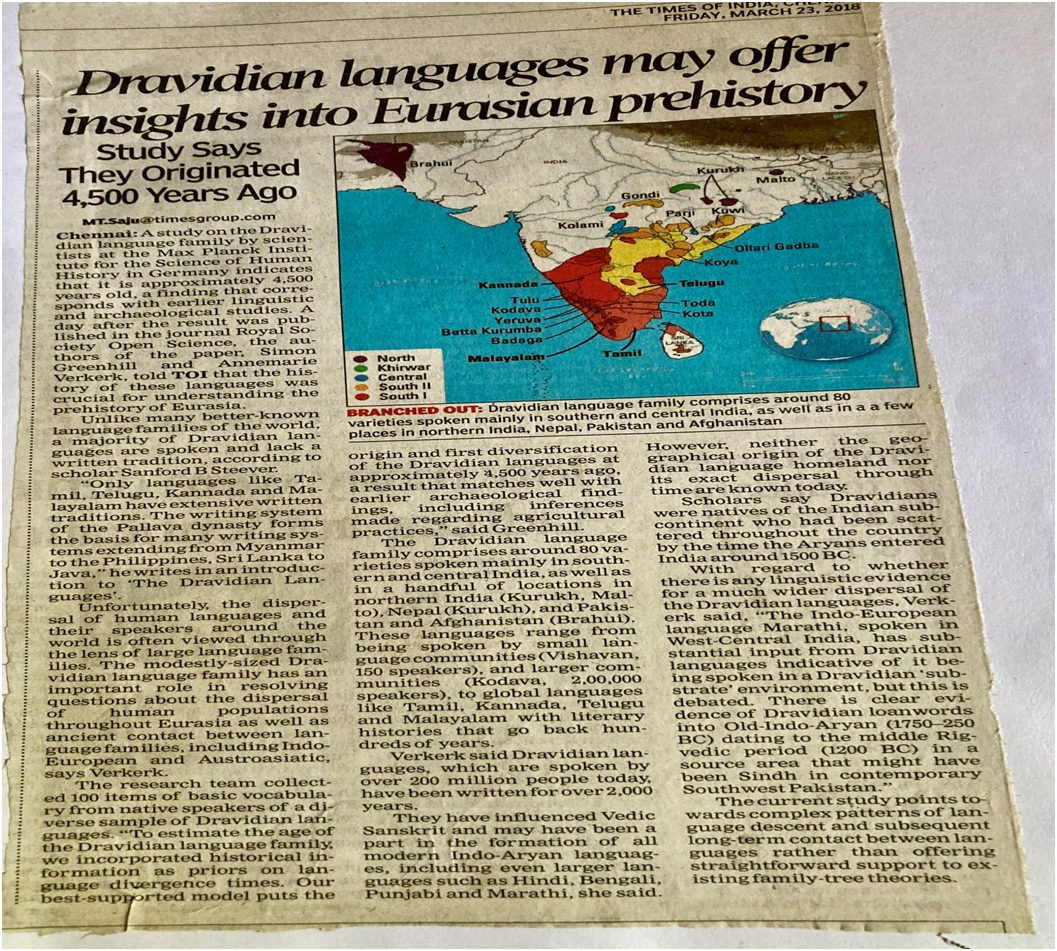 THE TIMES OF INDIA,
FRIDAY, MARCH 23, 2018
Dravidian languages may offer
insights into Eurasian prehistory
Study Says
They Originated
4,500 Years Ago
MT.Saju@timesgroup.com
Chennai: A study on the Dravi-
dian language family by scien-
tists at the Max Planck Insti-
tute for the Science of Human
History in Germany indicates
that it is approximately 4,500
years old, a finding that corre-
sponds with earlier linguistic
and archaeological studies. A
day after the result was pub-
lished in the journal Royal So-
ciety Open Science, the au-
thors of the paper, Simon
Greenhill and Annemarie
Verkerk, told TOI that the his-
tory of these languages was
crucial for understanding the
prehistory of Eurasia.
Unlike many better-known
language families of the world,
a majority of Dravidian lan-
guages are spoken and lack a
written tradition, according to
scholar Sanford B Steever.
"Only languages like Ta-
mil, Telugu, Kannada and Ma-
layalam have extensive written
traditions. The writing system
of the Pallava dynasty forms
the basis for many writing sys-
tems extending from Myanmar
to the Philippines, Sri Lanka to
Java," he writes in an introduc-
tion to 'The Dravidian Lan-
guages'.
Unfortunately, the disper-
sal of human languages and
their speakers around the
world is often viewed through
the lens of large language fam-
ilies. The modestly-sized Dra-
vidian language family has an
important role in resolving
questions about the dispersal
of human populations
throughout Eurasia as well as
ancient contact between lan-
guage families, including Indo-
European and Austroasiatic,
says Verkerk.
The research team collect-
ed 100 items of basic vocabula-
ry from native speakers of a di-
verse sample of Dravidian lan-
guages. "To estimate the age of
the Dravidian language family,
we incorporated historical in-
formation as priors on lan-
guage divergence times. Our
best-supported model puts the
PAKISTAN
INDIA
Brahui
Kurukh
Malto
Gondi
Parji
Kuwi
Kolami
Ollari Gadba
Koya
Kannada
Telugu
Tulu
Toda
Kodava
Kota
Yeruva
Betta Kurumba
Badaga
Malayalam
Tamil
SRI
LANKA
North
Khirwar
Central
South II
South I
BRANCHED OUT: Dravidian language family comprises around 80
varieties spoken mainly in southern and central India, as well as in a a few
places in northern India, Nepal, Pakistan and Afghanistan
origin and first diversification
of the Dravidian languages at
approximately 4,500 years ago,
a result that matches well with
earlier archaeological find-
ings, including inferences
made regarding agricultural
practices," said Greenhill.
The Dravidian language
family comprises around 80 va-
rieties spoken mainly in south-
ern and central India, as well as
in a handful of locations in
northern India (Kurukh, Mal-
to), Nepal (Kurukh), and Pakis-
tan and Afghanistan (Brahui).
These languages range from
being spoken by small lan-
guage communities (Vishavan,
150 speakers), and larger com-
munities (Kodava, 2,00,000
speakers), to global languages
like Tamil, Kannada, Telugu
and Malayalam with literary
histories that go back hun-
dreds of years.
Verkerk said Dravidian lan-
guages, which are spoken by
over 200 million people today,
have been written for over 2,000
years.
They have influenced Vedic
Sanskrit and may have been a
part in the formation of all
modern Indo-Aryan languag-
es, including even larger lan-
guages such as Hindi, Bengali,
Punjabi and Marathi, she said.
However, neither the geo-
graphical origin of the Dravi-
dian language homeland nor
its exact dispersal through
time are known today.
Scholars say Dravidians
were natives of the Indian sub-
continent who had been scat-
tered throughout the country
by the time the Aryans entered
India around 1500 BC.
With regard to whether
there is any linguistic evidence
for a much wider dispersal of
the Dravidian languages, Verk-
erk said, "The Indo-European
language Marathi, spoken in
West-Central India, has sub-
stantial input from Dravidian
languages indicative of it be-
ing spoken in a Dravidian 'sub-
strate' environment, but this is
debated. There is clear evi-
dence of Dravidian loanwords
into Old-Indo-Aryan (1750–250
BC) dating to the middle Rig-
vedic period (1200 BC) in a
source area that might have
been Sindh in contemporary
Southwest Pakistan."
The current study points to-
wards complex patterns of lan-
guage descent and subsequent
long-term contact between lan-
guages rather than offering
straightforward support to ex-
isting family-tree theories.